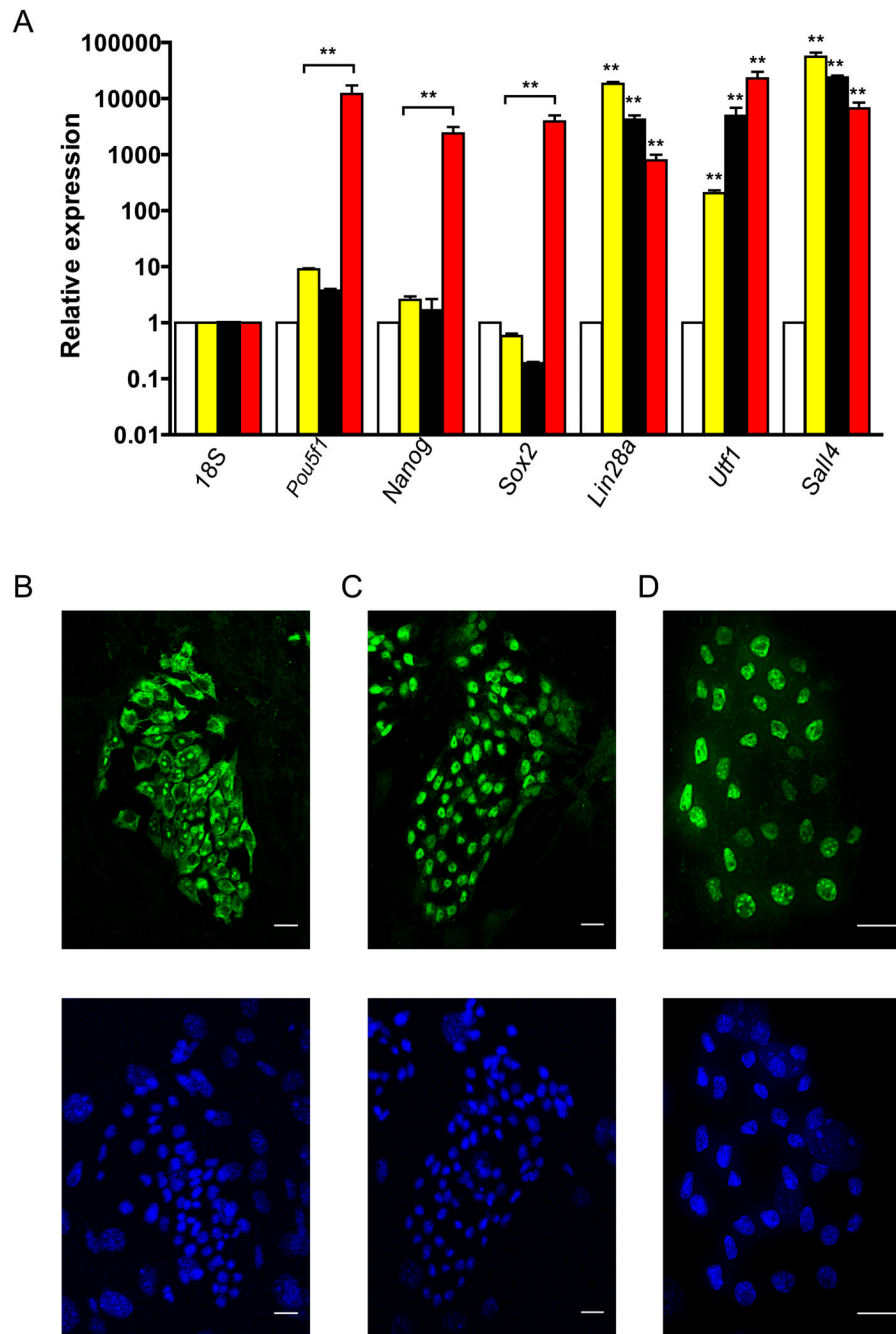 A
Relative expression
100000
10000
1000
100
10
1
0.1
0.01
**
**
**
**
**
**
**
**
**
**
**
**
18S
Pou5f1
Nanog
Sox2
Lin28a
Utf1
Sall4
B
C
D